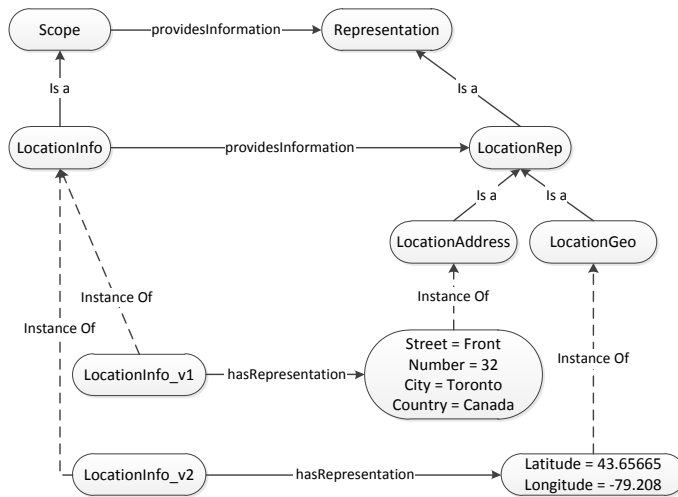 Scope
providesInformation
Representation
Is a
Is a
LocationInfo
providesInformation
LocationRep
Is a
Is a
LocationAddress
LocationGeo
Instance Of
Instance Of
Instance Of
Instance Of
LocationInfo_v1
hasRepresentation
Street = Front
Number = 32
City = Toronto
Country = Canada
LocationInfo_v2
hasRepresentation
Latitude = 43.65665
Longitude = -79.208